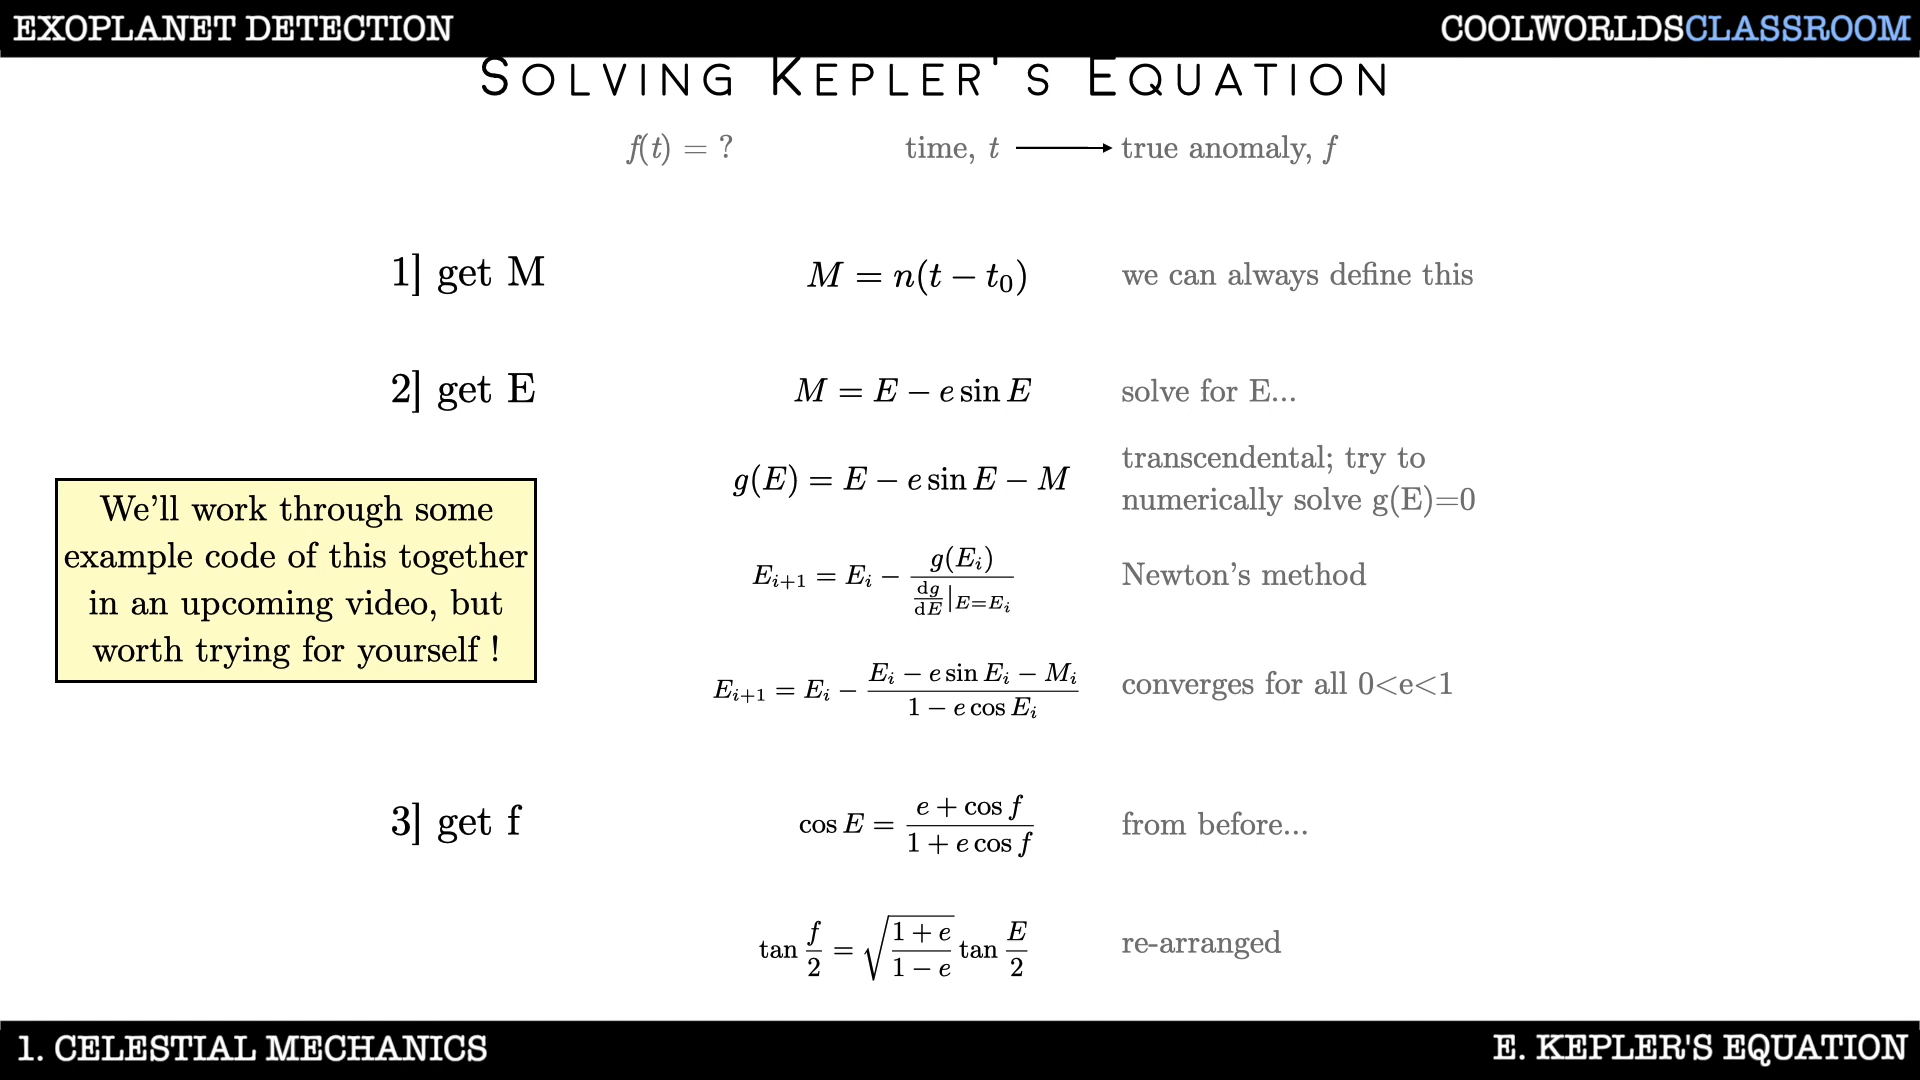 EXOPLANET DETECTION
COOLWORLDSCLASSROOM
SOLVING KEPLER'S EQUATION
f(t) = ?
time, t ⟶ true anomaly, f
1] get M
M = n(t − t₀)
we can always define this
2] get E
M = E − e sin E
solve for E...
g(E) = E − e sin E − M
transcendental; try to
numerically solve g(E)=0
We’ll work through some
example code of this together
in an upcoming video, but
worth trying for yourself !
Eᵢ₊₁ = Eᵢ − g(Eᵢ) / (dg/dE |E=Eᵢ)
Newton’s method
Eᵢ₊₁ = Eᵢ − (Eᵢ − e sin Eᵢ − Mᵢ) / (1 − e cos Eᵢ)
converges for all 0<e<1
3] get f
cos E = (e + cos f) / (1 + e cos f)
from before...
tan f/2 = √((1 + e)/(1 − e)) tan E/2
re-arranged
1. CELESTIAL MECHANICS
E. KEPLER'S EQUATION